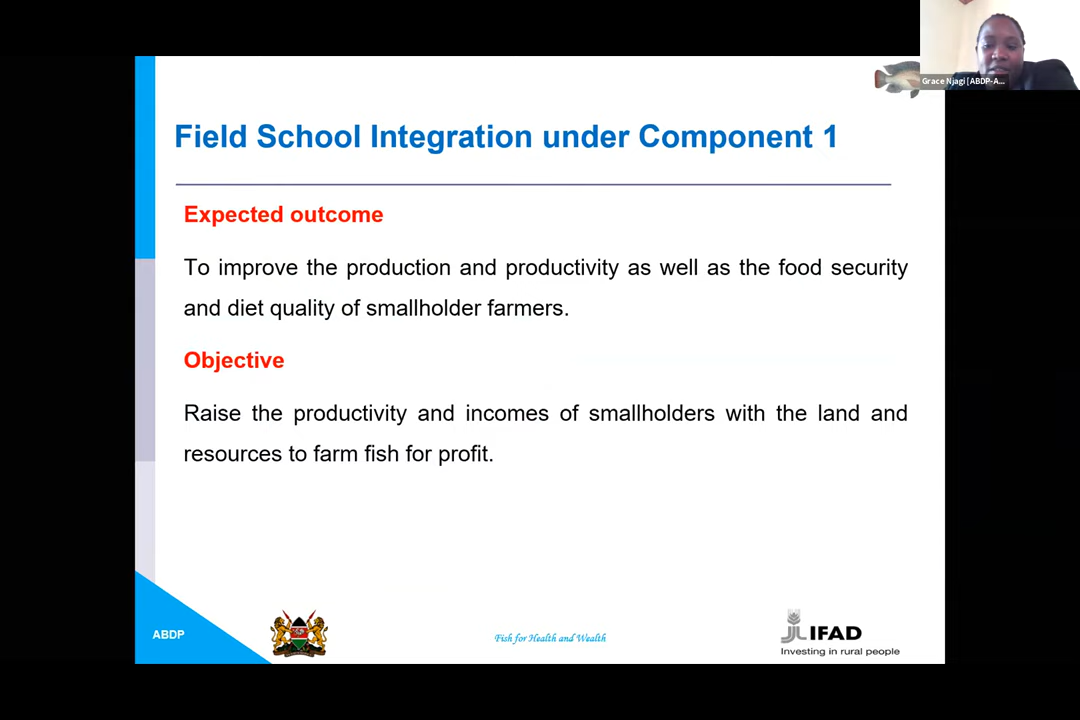 Grace Njagi [ABDP-A...
Field School Integration under Component 1
Expected outcome
To improve the production and productivity as well as the food security
and diet quality of smallholder farmers.
Objective
Raise the productivity and incomes of smallholders with the land and
resources to farm fish for profit.
ABDP
Fish for Health and Wealth
IFAD
Investing in rural people